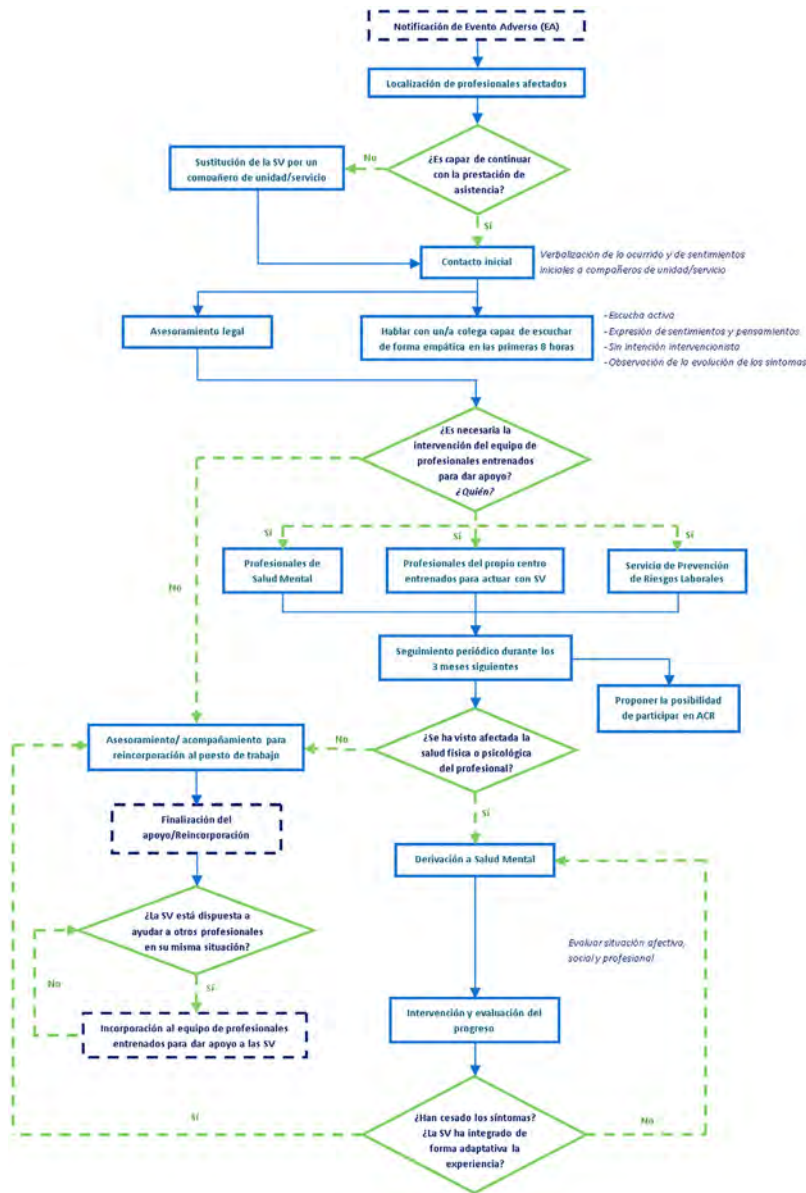 Notificación de Evento Adverso (EA)
Localización de profesionales afectados
¿Es capaz de continuar
con la prestación de
asistencia?
No
Sustitución de la SV por un
compañero de unidad/servicio
Sí
Contacto inicial
Verbalización de lo ocurrido y de sentimientos
iniciales a compañeros de unidad/servicio
Asesoramiento legal
Hablar con un/a colega capaz de escuchar
de forma empática en las primeras 8 horas
- Escucha activa
- Expresión de sentimientos y pensamientos
- Sin intención intervencionista
- Observación de la evolución de los síntomas
¿Es necesaria la
intervención del equipo de
profesionales entrenados
para dar apoyo?
¿Quién?
Sí
Sí
Sí
Profesionales de
Salud Mental
Profesionales del propio centro
entrenados para actuar con SV
Servicio de Prevención
de Riesgos Laborales
No
Seguimiento periódico durante los
3 meses siguientes
Proponer la posibilidad
de participar en ACR
Asesoramiento/ acompañamiento para
reincorporación al puesto de trabajo
No
¿Se ha visto afectada la
salud física o psicológica
del profesional?
Finalización del
apoyo/Reincorporación
Sí
Derivación a Salud Mental
¿La SV está dispuesta a
ayudar a otros profesionales
en su misma situación?
Evaluar situación afectiva,
social y profesional
No
Sí
Incorporación al equipo de profesionales
entrenados para dar apoyo a las SV
Intervención y evaluación del
progreso
Sí
¿Han cesado los síntomas?
¿La SV ha integrado de
forma adaptativa la
experiencia?
No